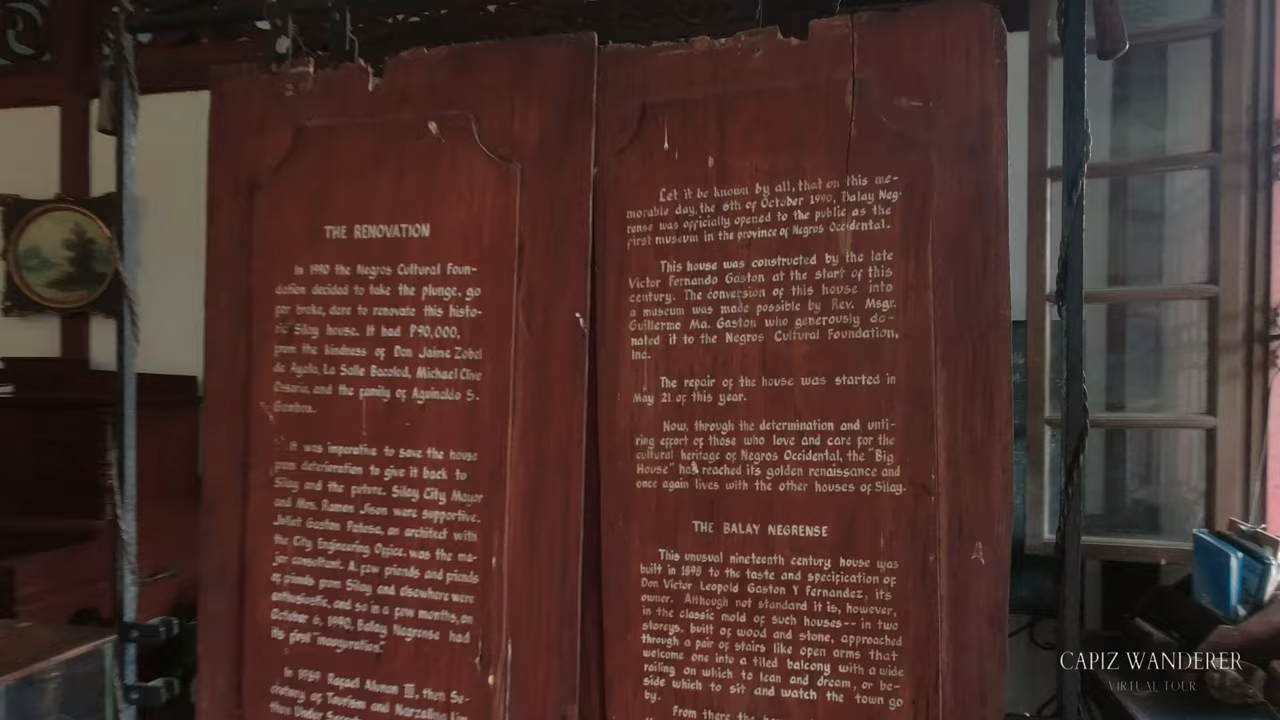 THE RENOVATION
In 1990 the Negros Cultural Foun-
dation decided to take the plunge, go
for broke, dare to renovate this histo-
ric Silay house. It had ₱90,000,
from the kindness of Don Jaime Zobel
de Ayala, La Salle Bacolod, Michael Clive
Ossorio and the family of Aguinaldo S.
Gamboa.
It was imperative to save the house
from deterioration to give it back to
Silay and the future. Silay City Mayor
and Mrs. Ramon Jison were supportive.
Juliet Gaston Patosa, an architect with
the City Engineering Office, was the ma-
jor consultant. A few friends and friends
of friends from Silay and elsewhere were
enthusiastic, and so in a few months, on
October 6, 1990, Balay Negrense had
its first "inauguration".
In 1989 Rafael Alunan III, then Se-
cretary of Tourism and Narzalina Lim
then Under
Let it be known by all, that on this me-
morable day, the 6th of October 1990, Balay Neg-
rense was officially opened to the public as the
first museum in the province of Negros Occidental.
This house was constructed by the late
Victor Fernando Gaston at the start of this
century. The conversion of this house into
a museum was made possible by Rev. Msgr.
Guillermo Ma. Gaston who generously do-
nated it to the Negros Cultural Foundation,
Inc.
The repair of the house was started in
May 21 of this year.
Now, through the determination and unti-
ring effort of those who love and care for the
cultural heritage of Negros Occidental, the "Big
House" has reached its golden renaissance and
once again lives with the other houses of Silay.
THE BALAY NEGRENSE
This unusual nineteenth century house was
built in 1898 to the taste and specification of
Don Victor Leopold Gaston Y Fernandez, its
owner. Although not standard it is, however,
in the classic mold of such houses-- in two
storeys, built of wood and stone, approached
through a pair of stairs like open arms that
welcome one into a tiled balcony with a wide
railing on which to lean and dream, or be-
side which to sit and watch the town go
by.
From there the
CAPIZ WANDERER
VIRTUAL TOUR